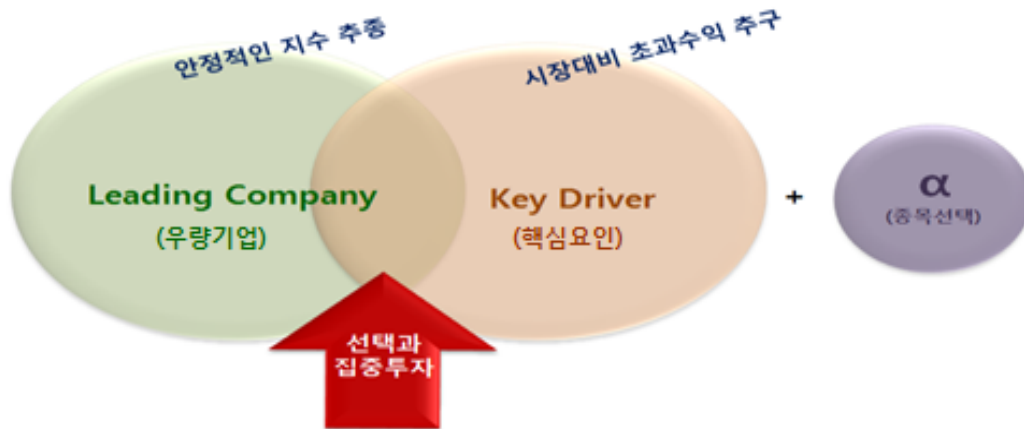 안정적인 지수 추종
시장대비 초과수익 추구
Leading Company
(우량기업)
Key Driver
(핵심요인)
+
α
(종목선택)
선택과
집중투자